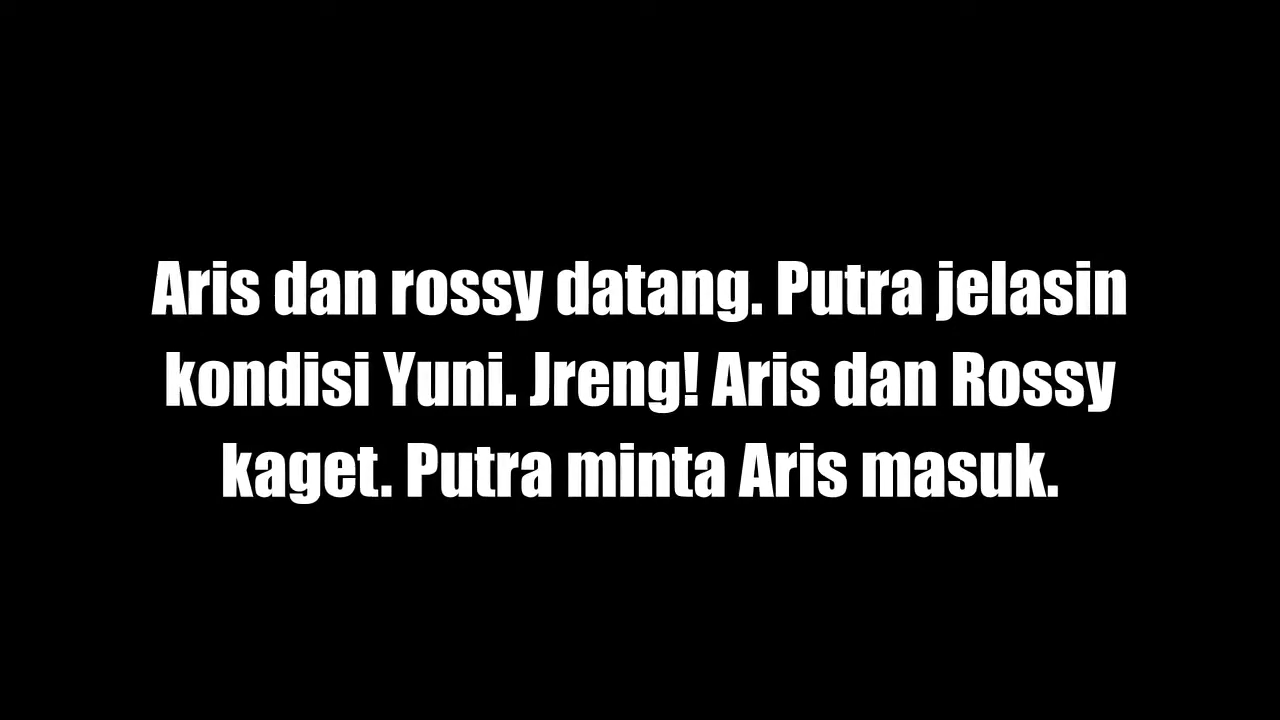 Aris dan rossy datang. Putra jelasin
kondisi Yuni. Jreng! Aris dan Rossy
kaget. Putra minta Aris masuk.